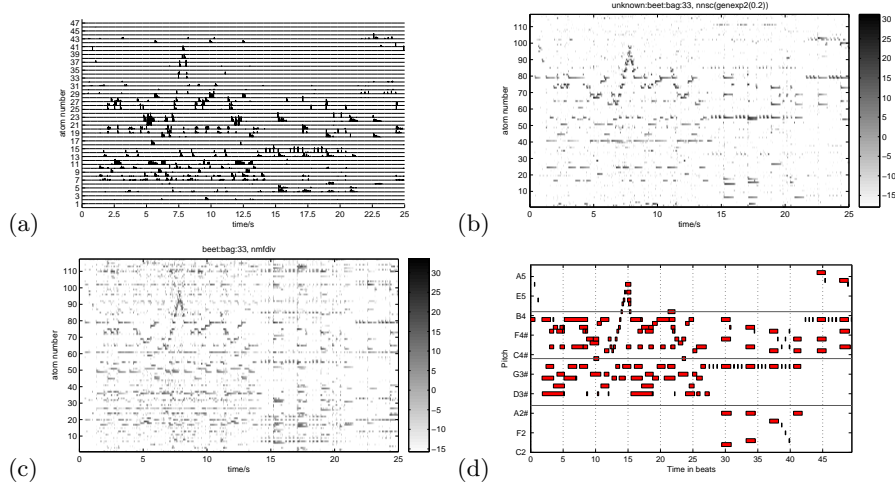 47
45
43
41
39
37
35
33
31
29
27
25
23
21
19
17
15
13
11
9
7
5
3
1
atom number
2.5 5 7.5 10 12.5 15 17.5 20 22.5 25
time/s
(a)
unknown:beet:bag:33, nnsc(genexp2(0.2))
110
100
90
80
70
60
50
40
30
20
10
atom number
0 5 10 15 20 25
time/s
30
25
20
15
10
5
0
−5
−10
−15
(b)
beet:bag:33, nmfdiv
110
100
90
80
70
60
50
40
30
20
10
atom number
0 5 10 15 20 25
time/s
30
25
20
15
10
5
0
−5
−10
−15
(c)
A5
E5
B4
F4#
C4#
G3#
D3#
A2#
F2
C2
Pitch
0 5 10 15 20 25 30 35 40 45
Time in beats
(d)